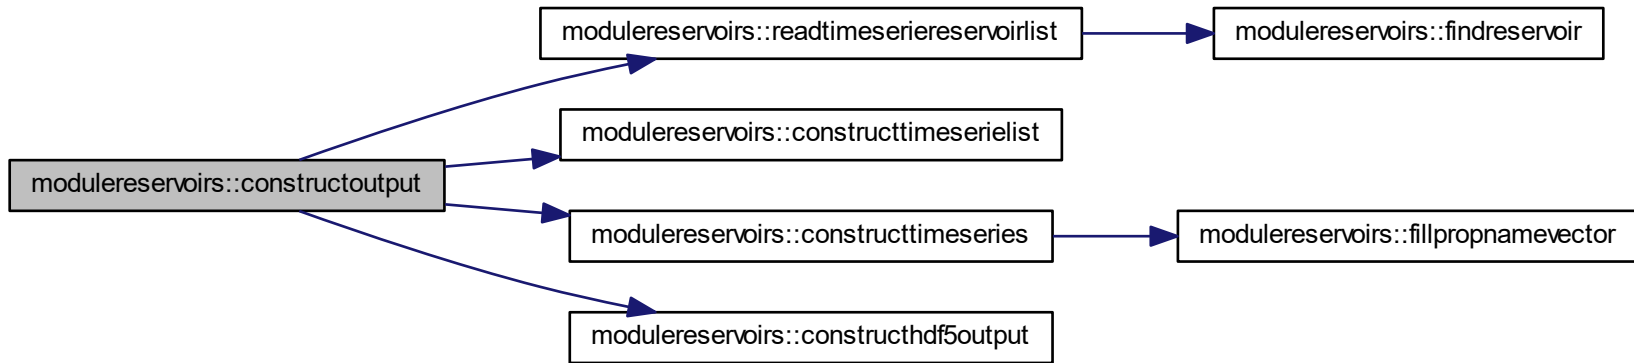 modulereservoirs::readtimeseriereservoirlist
modulereservoirs::findreservoir
modulereservoirs::constructtimeserielist
modulereservoirs::constructoutput
modulereservoirs::constructtimeseries
modulereservoirs::fillpropnamevector
modulereservoirs::constructhdf5output